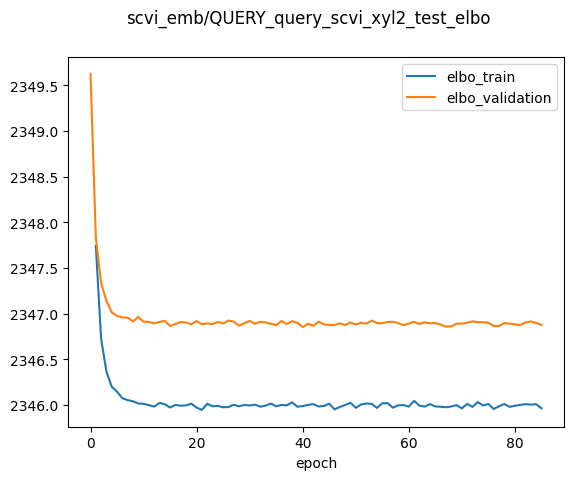 scvi_emb/QUERY_query_scvi_xyl2_test_elbo
elbo_train
elbo_validation
2349.5
2349.0
2348.5
2348.0
2347.5
2347.0
2346.5
2346.0
0 20 40 60 80
epoch